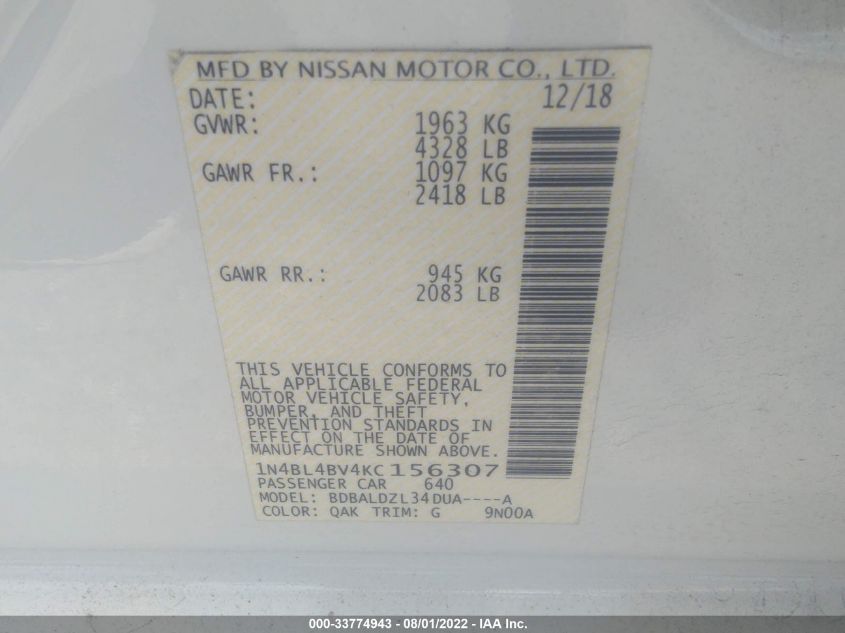 MFD BY NISSAN MOTOR CO., LTD.
DATE: 12/18
GVWR: 1963 KG
4328 LB
GAWR FR.: 1097 KG
2418 LB
GAWR RR.: 945 KG
2083 LB
THIS VEHICLE CONFORMS TO
ALL APPLICABLE FEDERAL
MOTOR VEHICLE SAFETY,
BUMPER, AND THEFT
PREVENTION STANDARDS IN
EFFECT ON THE DATE OF
MANUFACTURE SHOWN ABOVE.
1N4BL4BV4KC156307
PASSENGER CAR 640
MODEL: BDBALDZL34DUA----A
COLOR: QAK TRIM: G 9N00A
000-33774943 - 08/01/2022 - IAA Inc.